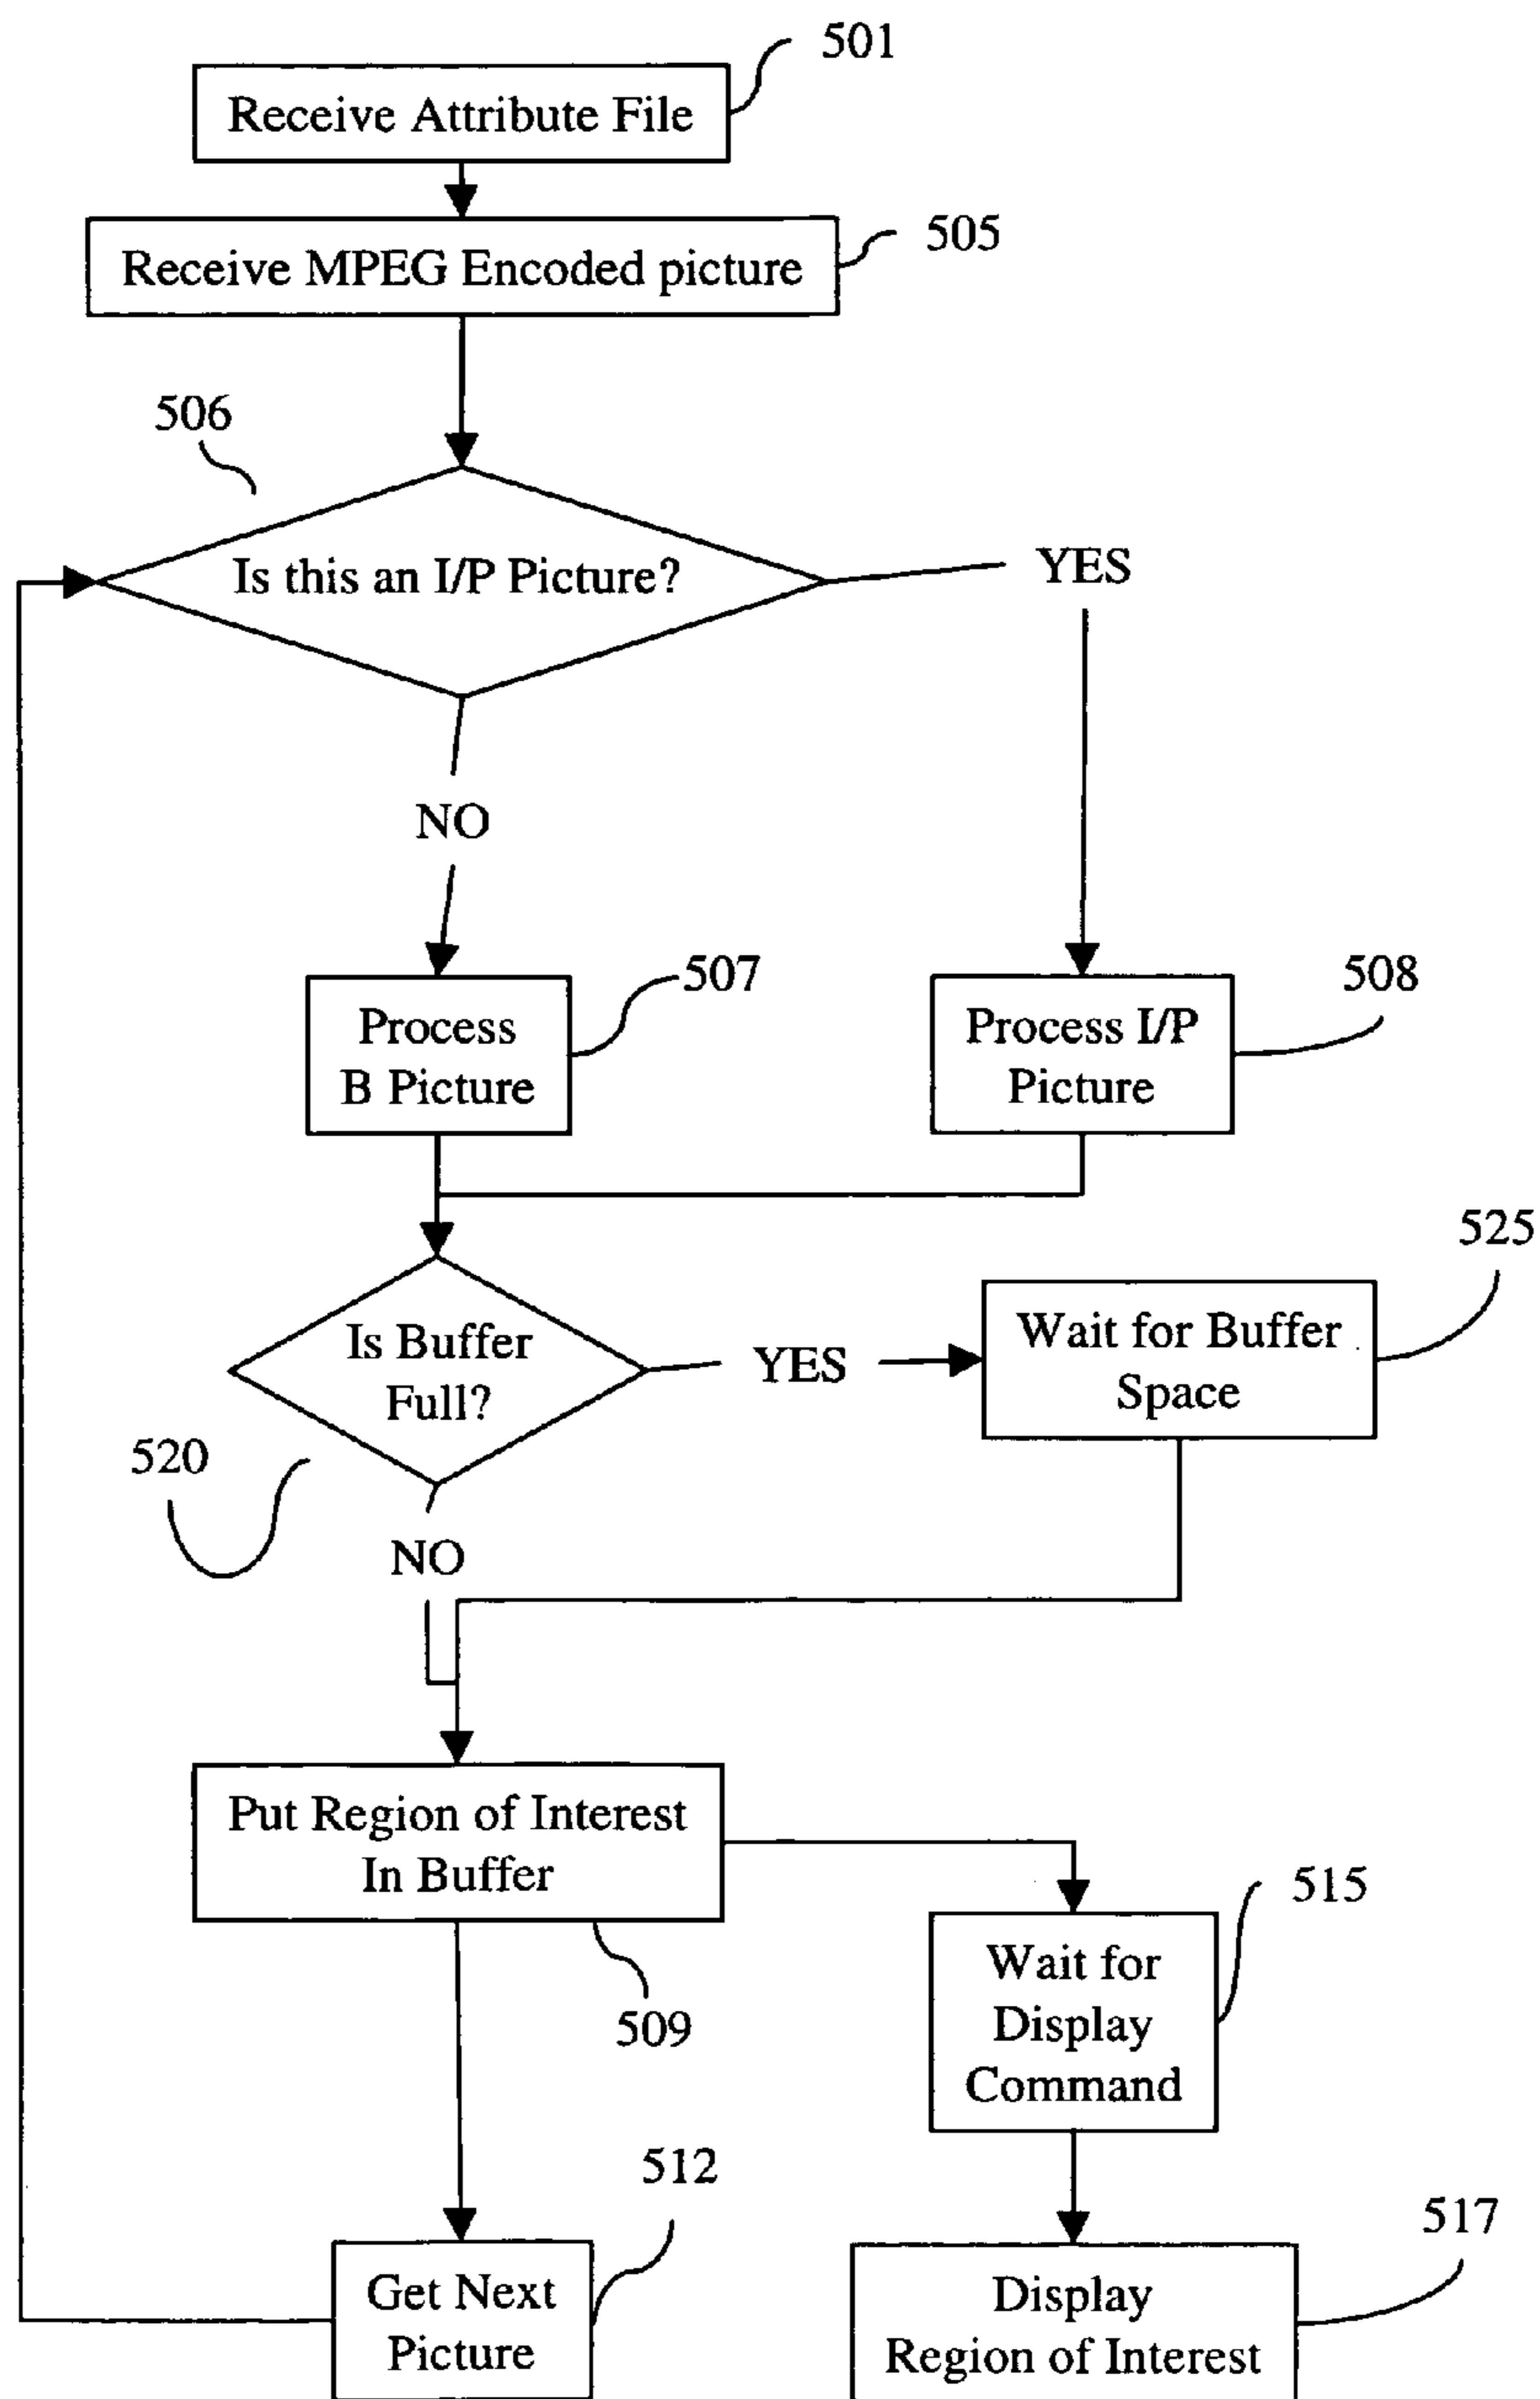 501
Receive Attribute File
505
Receive MPEG Encoded picture
506
Is this an I/P Picture?
YES
NO
507
Process
B Picture
508
Process I/P
Picture
525
Is Buffer
Full?
YES
Wait for Buffer
Space
520
NO
Put Region of Interest
In Buffer
515
Wait for
Display
Command
509
512
517
Get Next
Picture
Display
Region of Interest